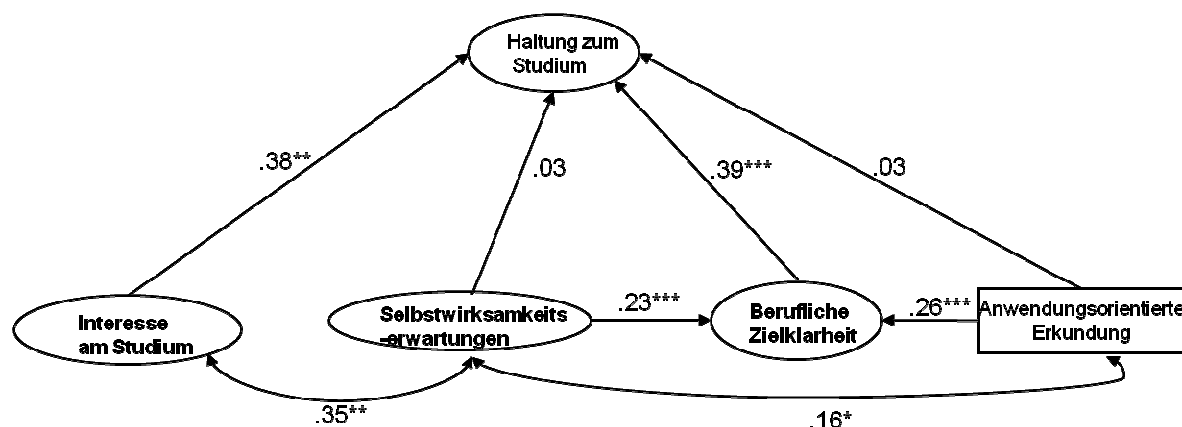 Haltung zum
Studium
.38**
.03
.39***
.03
Interesse
am Studium
Selbstwirksamkeits
-erwartungen
.23***
Berufliche
Zielklarheit
.26***
Anwendungsorientierte
Erkundung
.35**
.16*